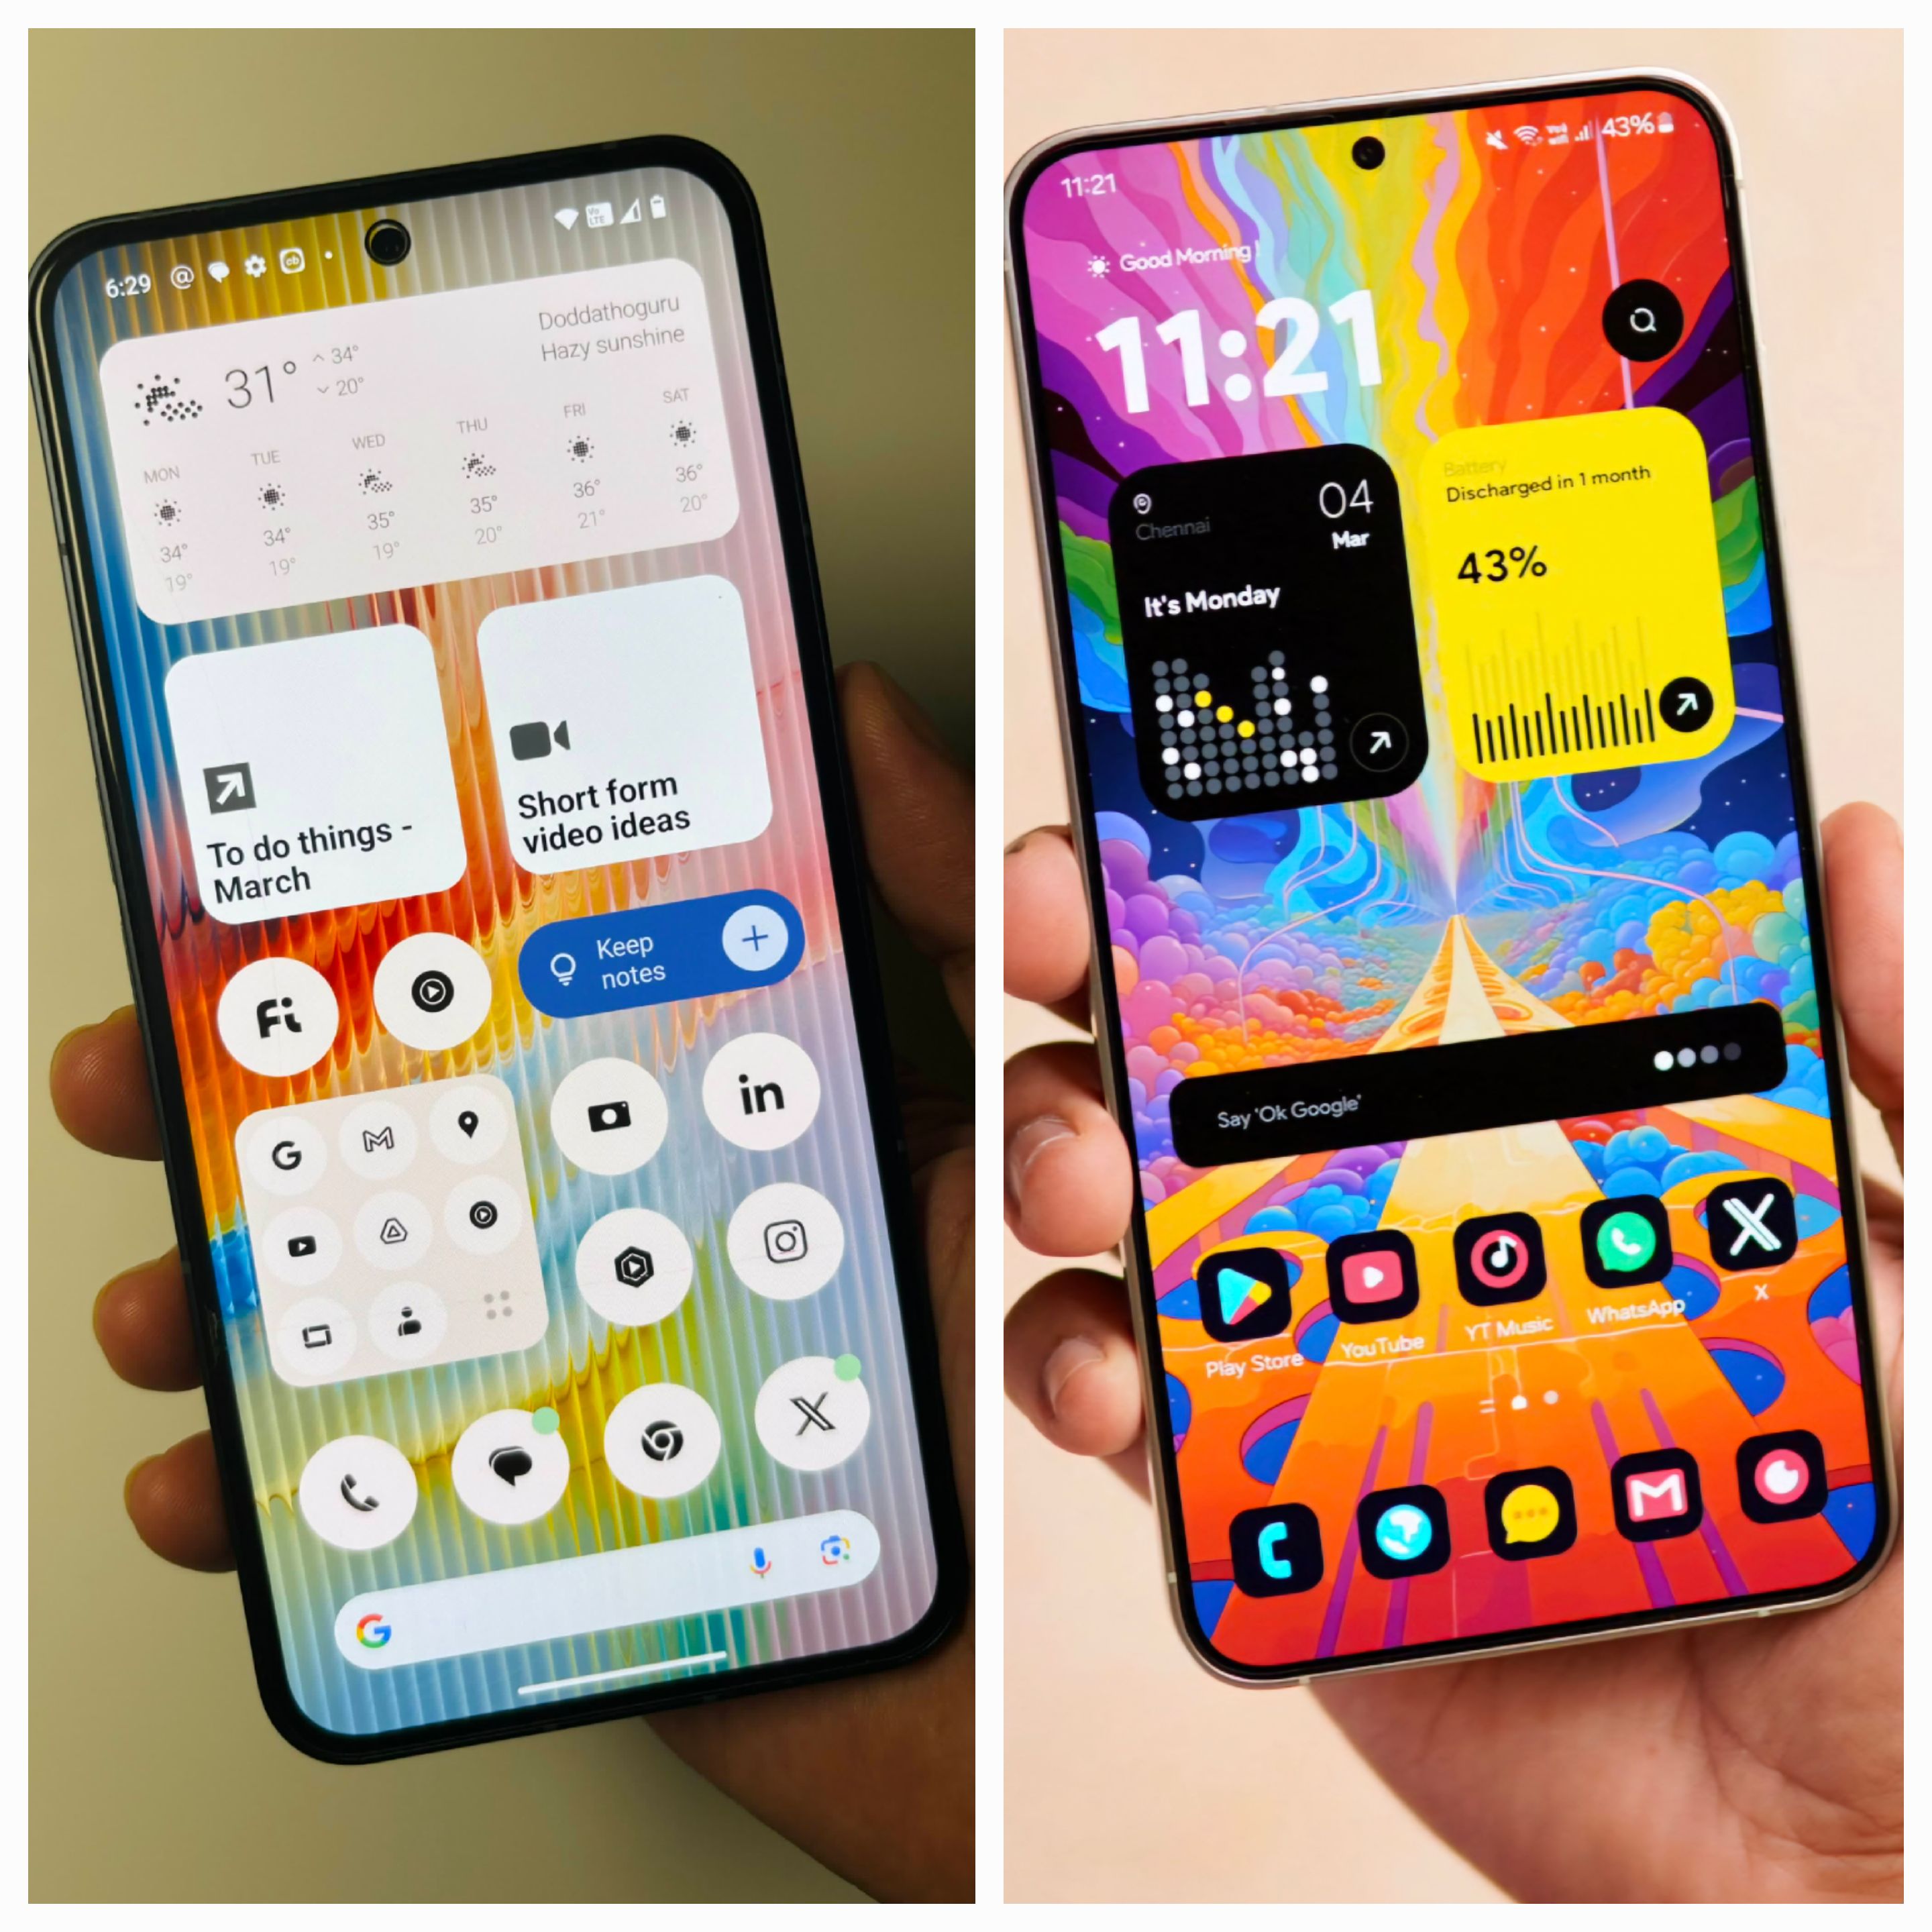 6:29
Vo
LTE
31°
34°
20°
Doddathoguru
Hazy sunshine
MON
TUE
WED
THU
FRI
SAT
34°
34°
35°
35°
36°
36°
19°
19°
19°
20°
21°
20°
To do things -
March
Short form
video ideas
Fi
Keep
notes
in
G
M
X
G
11:21
43%
Good Morning
11:21
Chennai
04
Mar
It's Monday
Battery
Discharged in 1 month
43%
Say 'Ok Google'
Play Store
YouTube
YT Music
WhatsApp
X